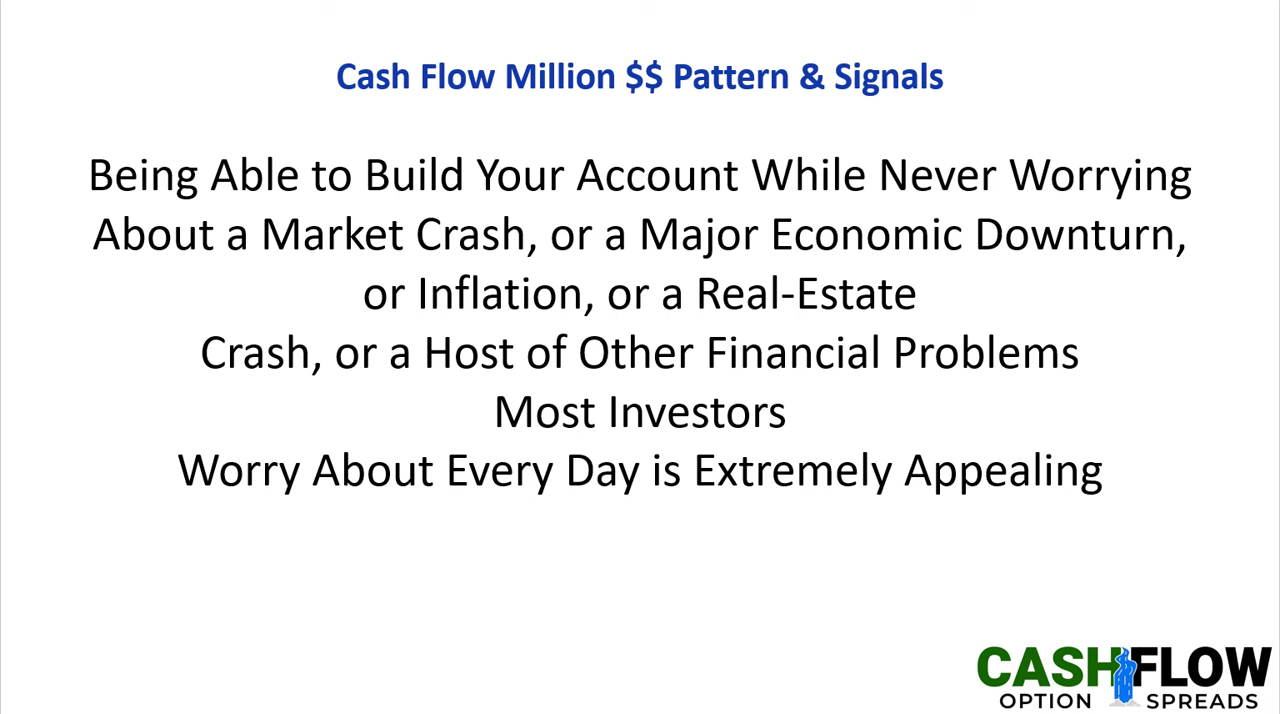 Cash Flow Million $$ Pattern & Signals
Being Able to Build Your Account While Never Worrying
About a Market Crash, or a Major Economic Downturn,
or Inflation, or a Real-Estate
Crash, or a Host of Other Financial Problems
Most Investors
Worry About Every Day is Extremely Appealing
CASHFLOW
OPTION SPREADS